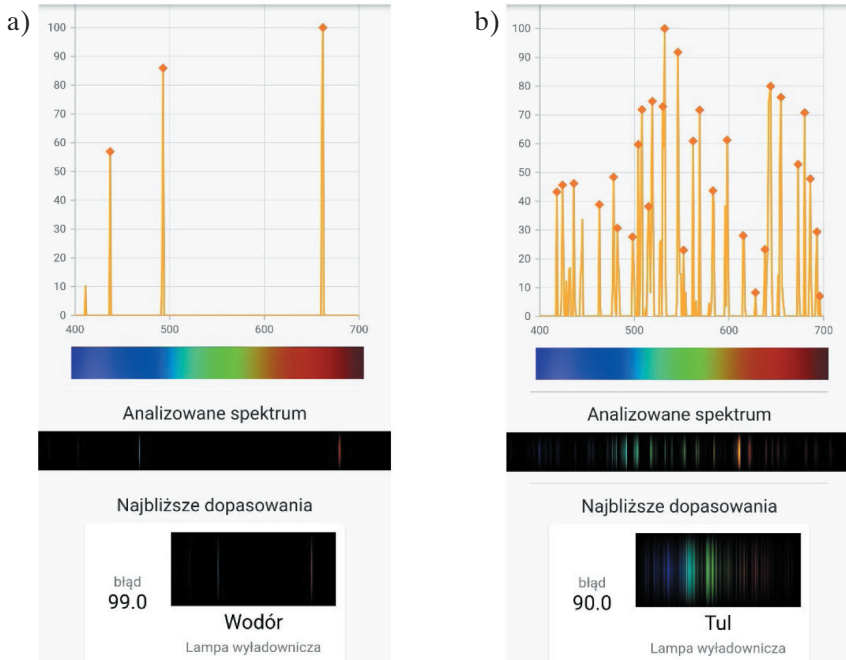 a)
100
90
80
70
60
50
40
30
20
10
0
400 500 600 700
Analizowane spektrum
Najbliższe dopasowania
błąd
99.0
Wodór
Lampa wyładownicza
b)
100
90
80
70
60
50
40
30
20
10
0
400 500 600 700
Analizowane spektrum
Najbliższe dopasowania
błąd
90.0
Tul
Lampa wyładownicza